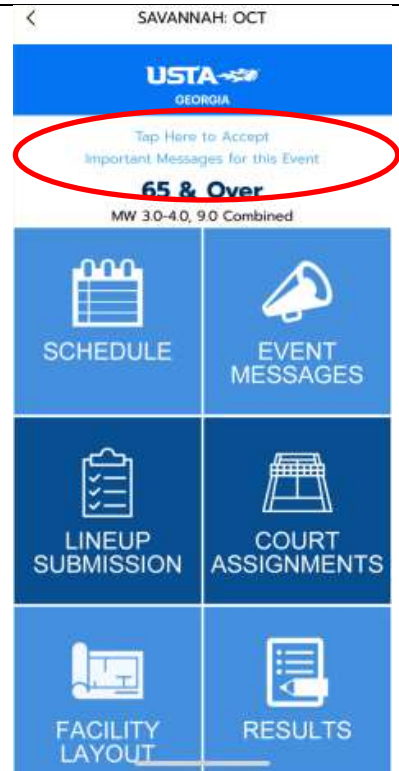 SAVANNAH: OCT
USTA
GEORGIA
Tap Here to Accept
Important Messages for this Event
65 & Over
MW 3.0-4.0, 9.0 Combined
SCHEDULE
EVENT
MESSAGES
LINEUP
SUBMISSION
COURT
ASSIGNMENTS
FACILITY
LAYOUT
RESULTS